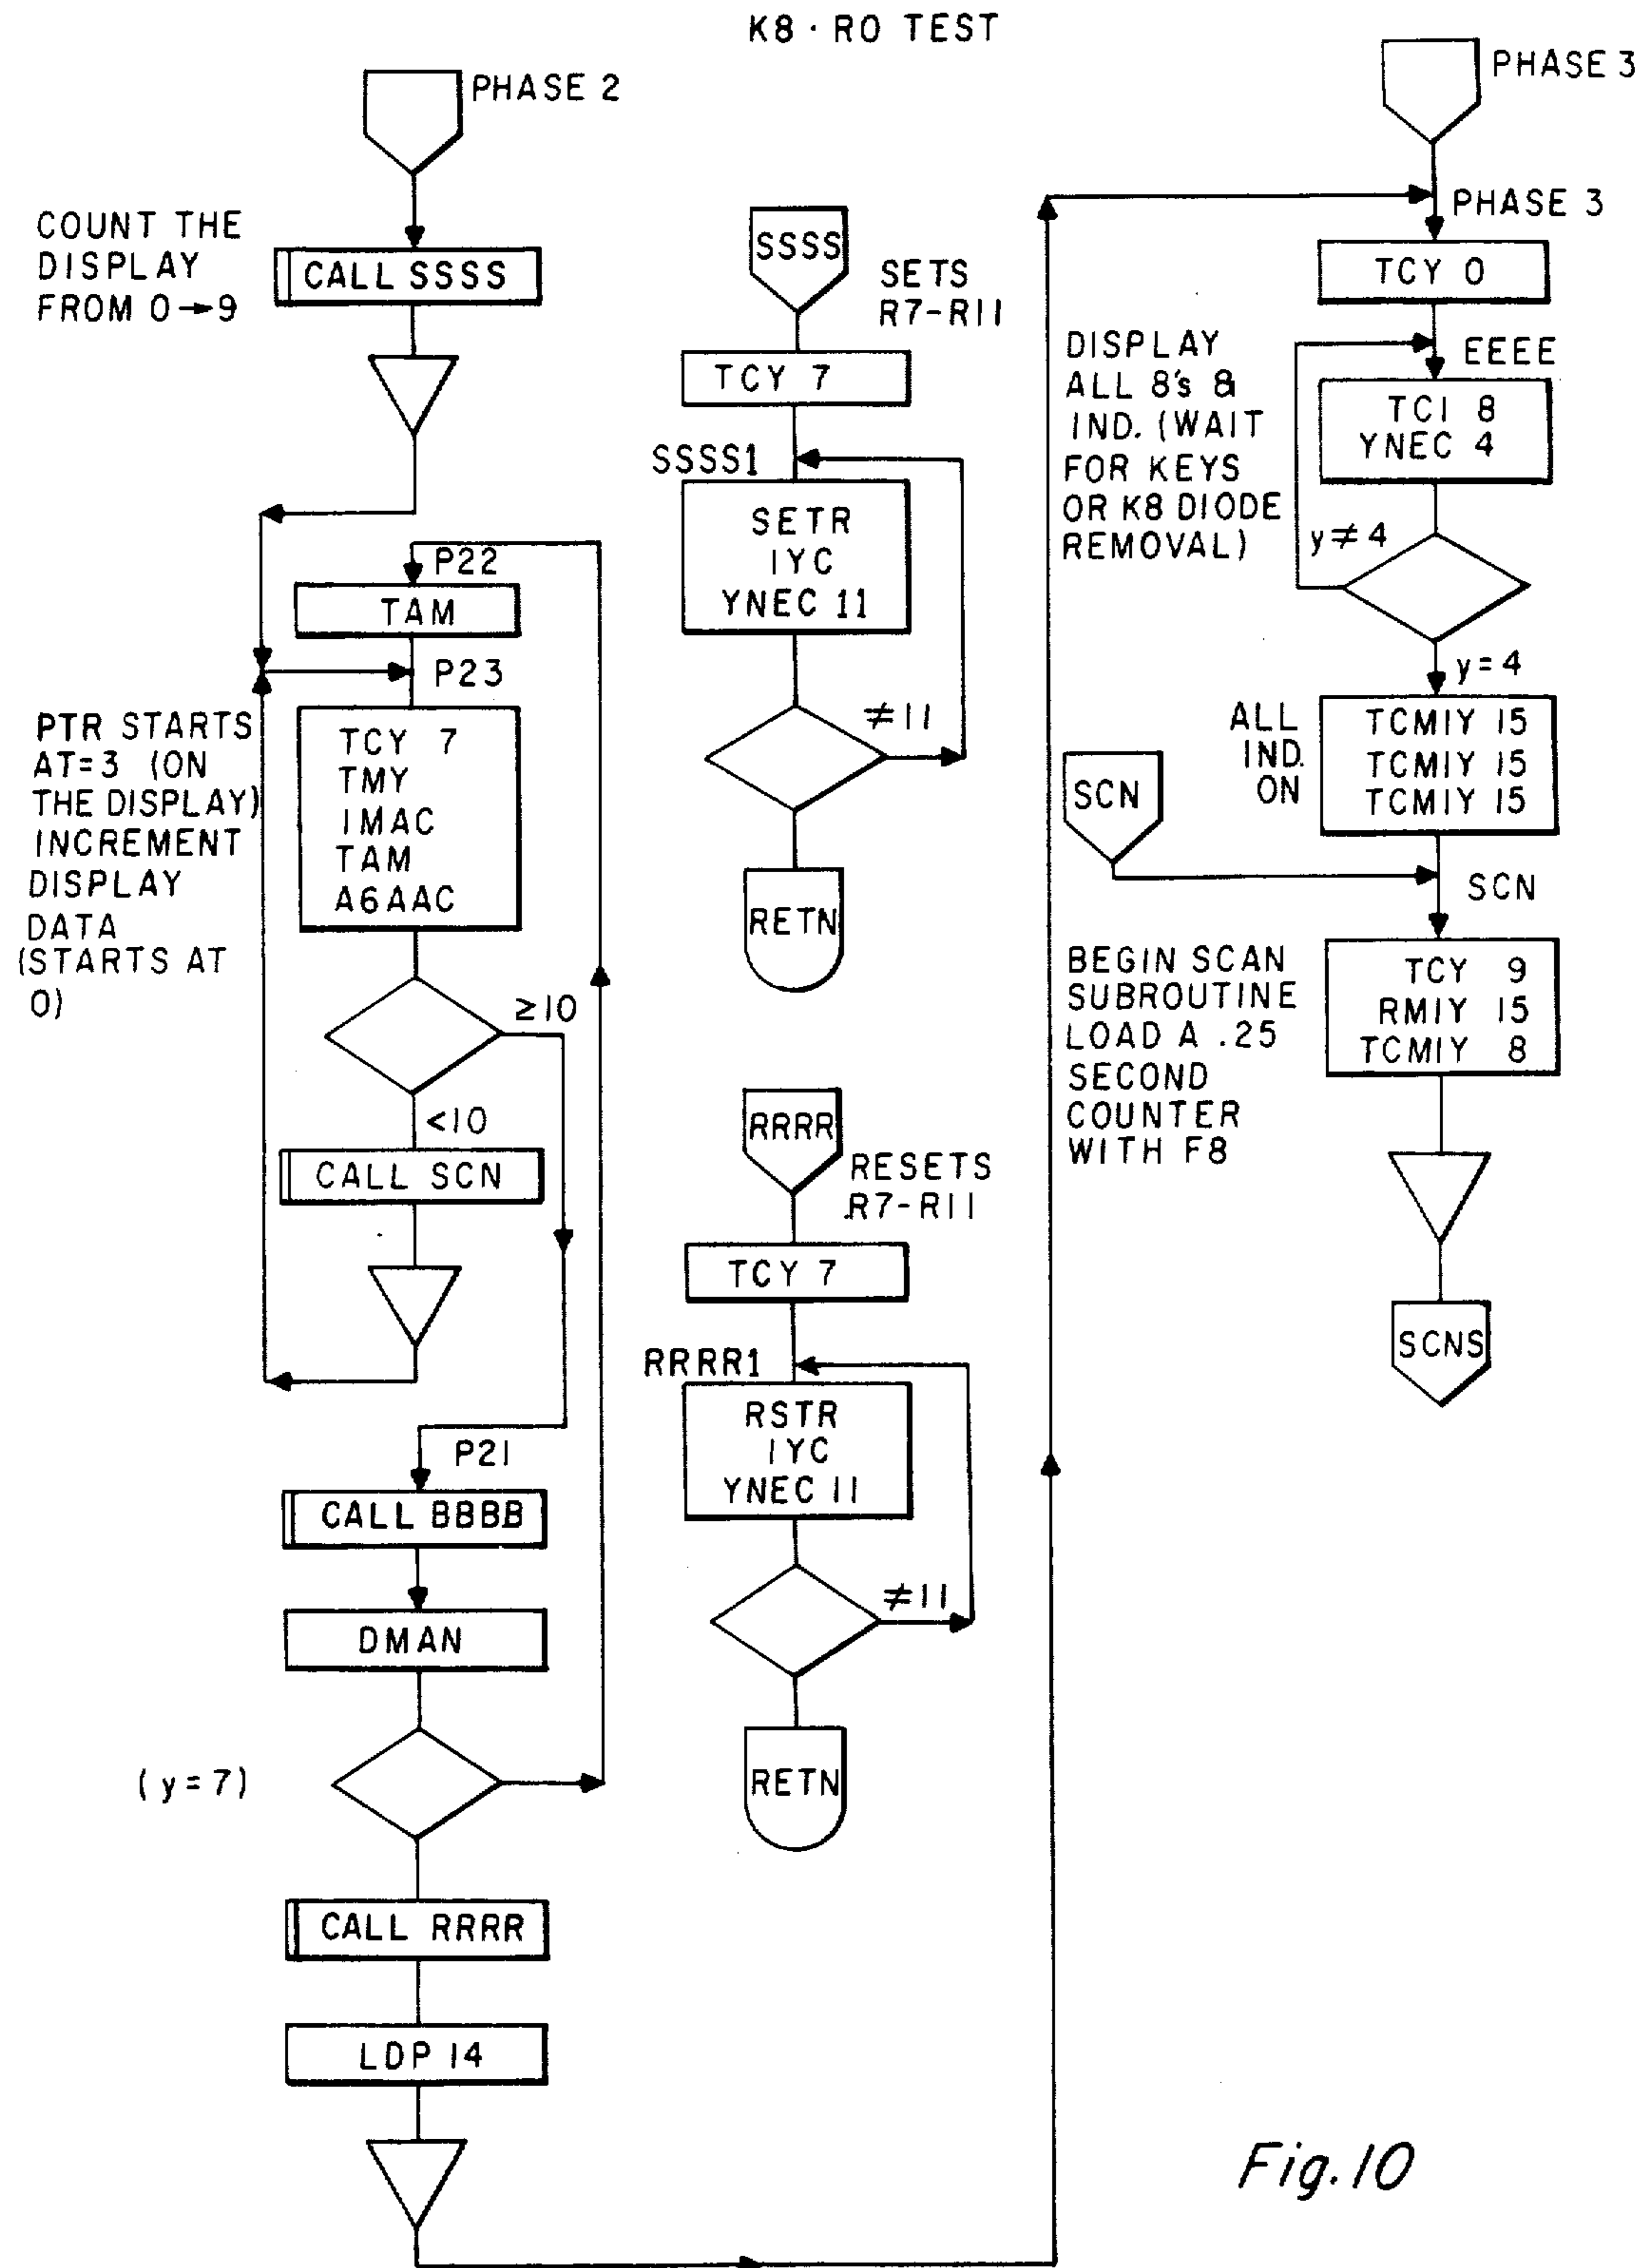 K8 · RO TEST
PHASE 2
COUNT THE
DISPLAY
FROM 0→9
CALL SSSS
P22
TAM
P23
PTR STARTS
AT=3 (ON
THE DISPLAY)
INCREMENT
DISPLAY
DATA
(STARTS AT
0)
TCY 7
TMY
IMAC
TAM
A6AAC
≥10
<10
CALL SCN
P21
CALL BBBB
DMAN
(y=7)
CALL RRRR
LDP 14
SSSS
SETS
R7-R11
TCY 7
SSSS1
SETR
IYC
YNEC 11
≠11
RETN
RRRR
RESETS
R7-R11
TCY 7
RRRR1
RSTR
IYC
YNEC 11
≠11
RETN
PHASE 3
PHASE 3
TCY 0
DISPLAY
ALL 8's &
IND. (WAIT
FOR KEYS
OR K8 DIODE
REMOVAL)
EEEE
TCI 8
YNEC 4
y≠4
y=4
ALL
IND.
ON
TCMIY 15
TCMIY 15
TCMIY 15
SCN
SCN
BEGIN SCAN
SUBROUTINE
LOAD A .25
SECOND
COUNTER
WITH F8
TCY 9
RMIY 15
TCMIY 8
SCNS
Fig. 10